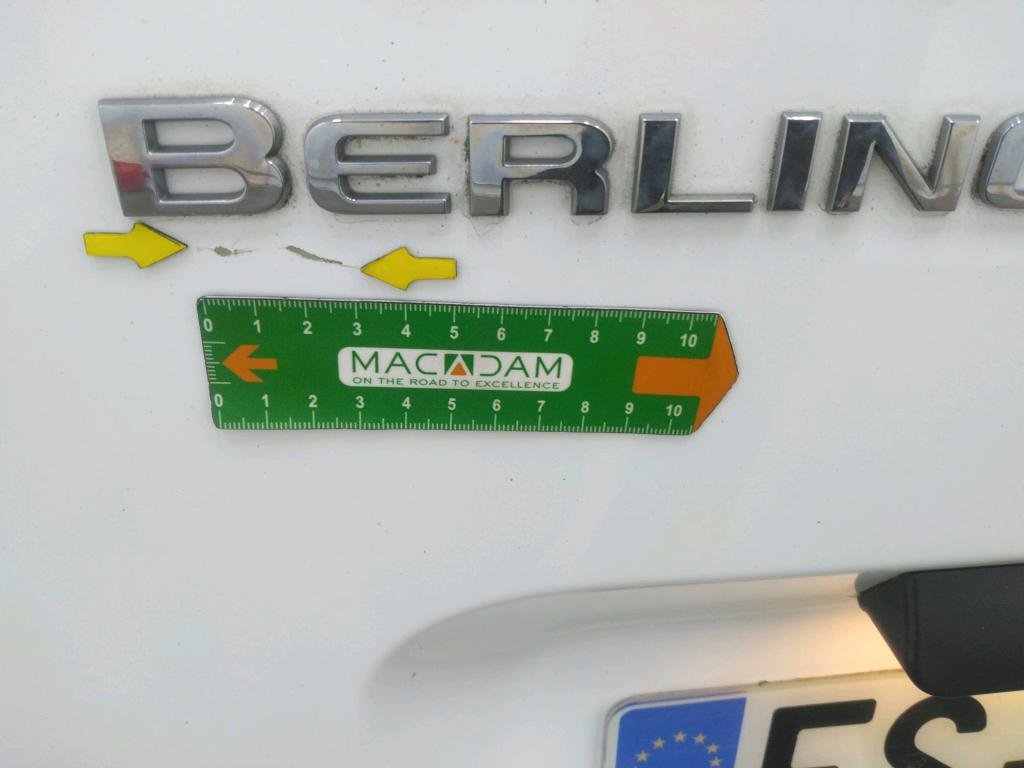 BERLINO
0 1 2 3 4 5 6 7 8 9 10
MACADAM
ON THE ROAD TO EXCELLENCE
0 1 2 3 4 5 6 7 8 9 10
ES